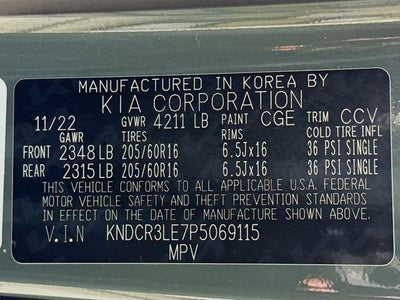 MANUFACTURED IN KOREA BY
KIA CORPORATION
11/22 GVWR 4211 LB PAINT CGE TRIM CCV
GAWR TIRES RIMS COLD TIRE INFL
FRONT 2348 LB 205/60R16 6.5Jx16 36 PSI SINGLE
REAR 2315 LB 205/60R16 6.5Jx16 36 PSI SINGLE
THIS VEHICLE CONFORMS TO ALL APPLICABLE U.S.A. FEDERAL
MOTOR VEHICLE SAFETY AND THEFT PREVENTION STANDARDS
IN EFFECT ON THE DATE OF MANUFACTURE SHOWN ABOVE.
V.I.N KNDCR3LE7P5069115
MPV